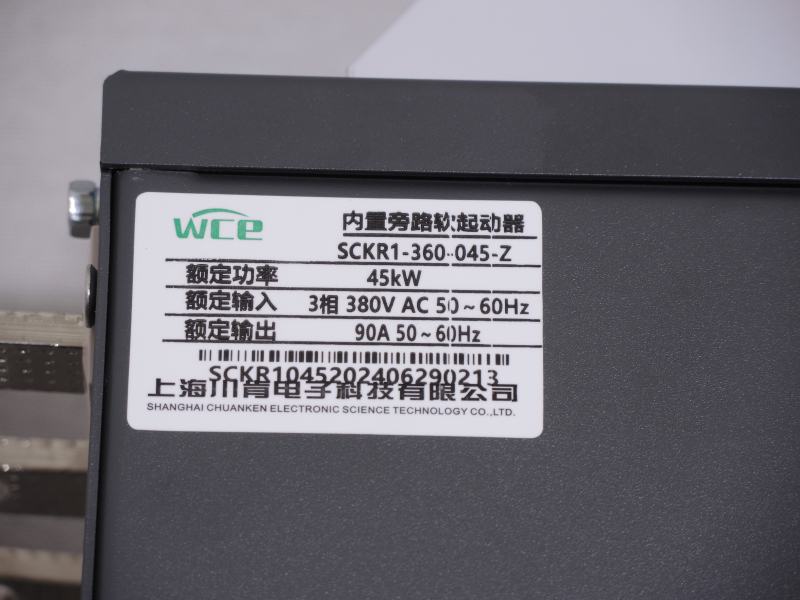 wce
内置旁路软起动器
SCKR1-360-045-Z
额定功率 45kW
额定输入 3相 380V AC 50～60Hz
额定输出 90A 50～60Hz
SCKR1045202406290213
上海川肯电子科技有限公司
SHANGHAI CHUANKEN ELECTRONIC SCIENCE TECHNOLOGY CO.,LTD.